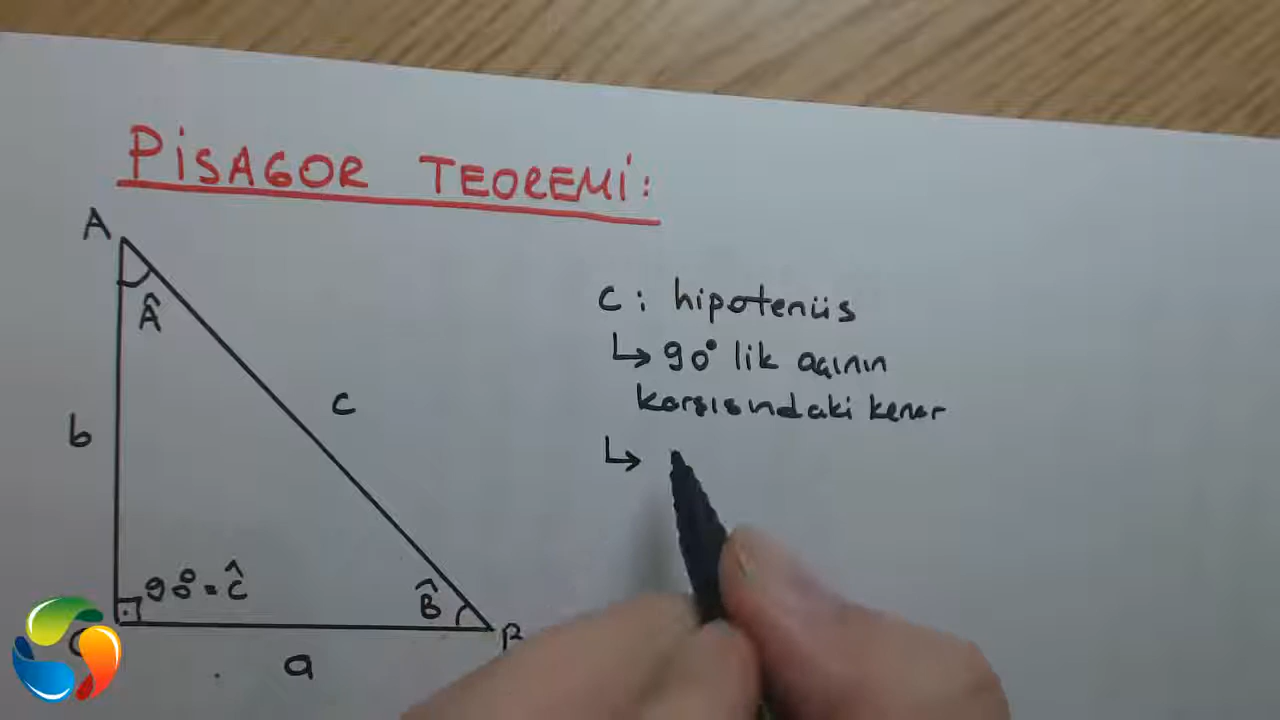 PİSAGOR TEOREMİ:
A
Â
b
c
90° = Ĉ
B̂
B
a
c : hipotenüs
↳ 90° lik açının
karşısındaki kenar
↳